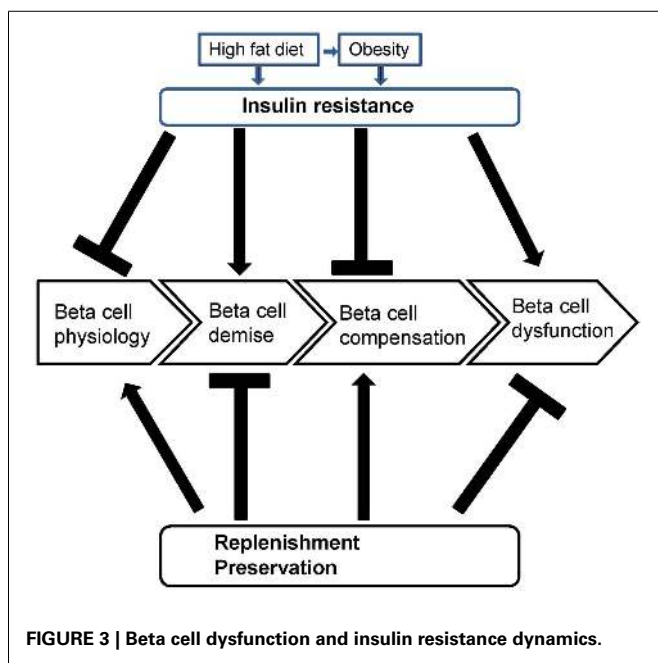 High fat diet
Obesity
Insulin resistance
Beta cell
physiology
Beta cell
demise
Beta cell
compensation
Beta cell
dysfunction
Replenishment
Preservation
FIGURE 3 | Beta cell dysfunction and insulin resistance dynamics.